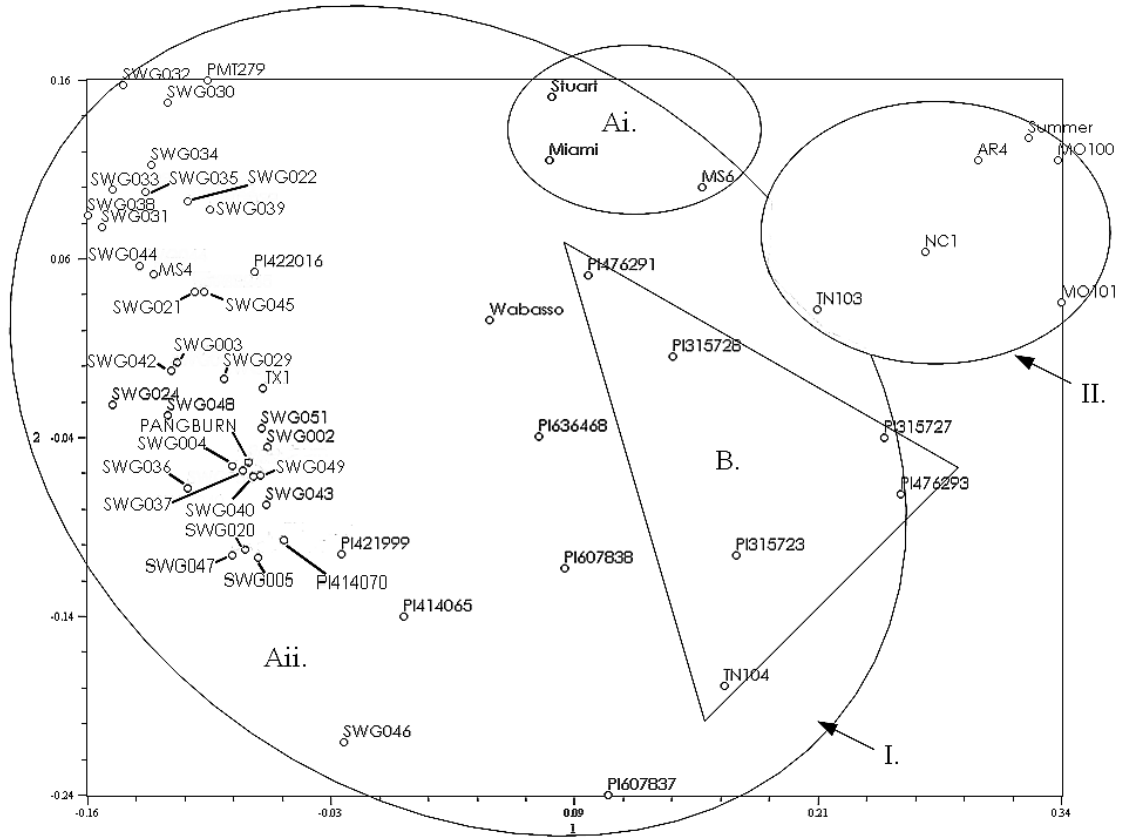 SWG032
PMT279
0.16
SWG030
Stuart
Ai.
Miami
MS6
Summer
AR4
MO100
SWG034
SWG033
SWG035
SWG022
SWG038
SWG039
SWG031
NC1
SWG044
MS4
PI422016
0.06
PI476291
MO101
SWG021
SWG045
Wabasso
TN103
SWG003
SWG042
SWG029
TX1
PI315728
II.
SWG024
SWG048
PANGBURN
SWG051
2
-0.04
SWG004
SWG002
PI636468
PI315727
SWG036
SWG049
B.
PI476293
SWG037
SWG040
SWG043
SWG020
PI421999
PI607838
PI315723
SWG047
SWG005
PI414070
-0.14
PI414065
Aii.
TN104
SWG046
I.
PI607837
-0.24
-0.16
-0.03
0.09
0.21
0.34
1